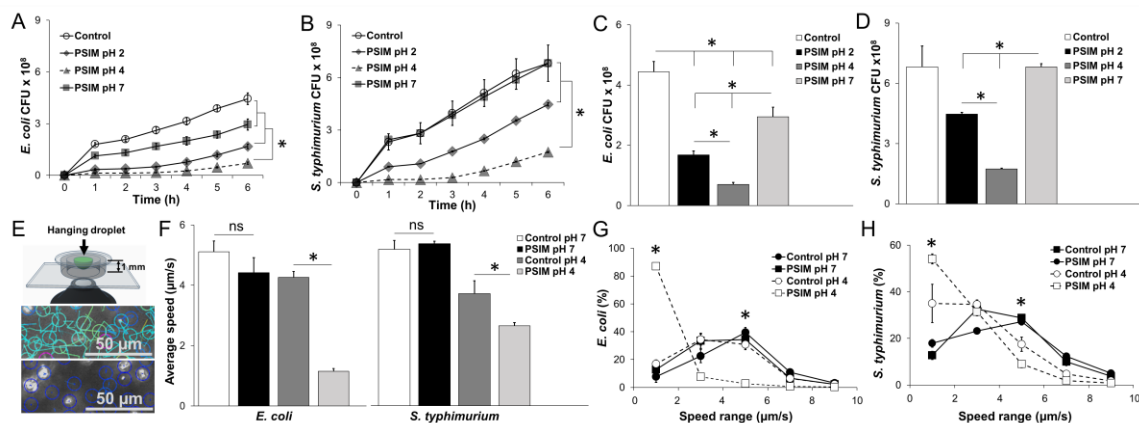 A
Control
PSIM pH 2
PSIM pH 4
PSIM pH 7
E. coli CFU x 10⁸
9
6
3
0
0 1 2 3 4 5 6
Time (h)
*
B
Control
PSIM pH 2
PSIM pH 4
PSIM pH 7
S. typhimurium CFU x 10⁸
9
6
3
0
0 1 2 3 4 5 6
Time (h)
*
C
Control
PSIM pH 2
PSIM pH 4
PSIM pH 7
E. coli CFU x 10⁸
6
4
2
0
*
*
*
D
Control
PSIM pH 2
PSIM pH 4
PSIM pH 7
S. typhimurium CFU x 10⁸
8
6
4
2
0
*
*
E
Hanging droplet
1 mm
50 µm
50 µm
F
Control pH 7
PSIM pH 7
Control pH 4
PSIM pH 4
Average speed (µm/s)
6
4
2
0
ns
*
ns
*
E. coli
S. typhimurium
G
Control pH 7
PSIM pH 7
Control pH 4
PSIM pH 4
E. coli (%)
100
80
60
40
20
0
*
*
0 2 4 6 8 10
Speed range (µm/s)
H
Control pH 7
PSIM pH 7
Control pH 4
PSIM pH 4
S. typhimurium (%)
60
40
20
0
*
*
0 2 4 6 8 10
Speed range (µm/s)